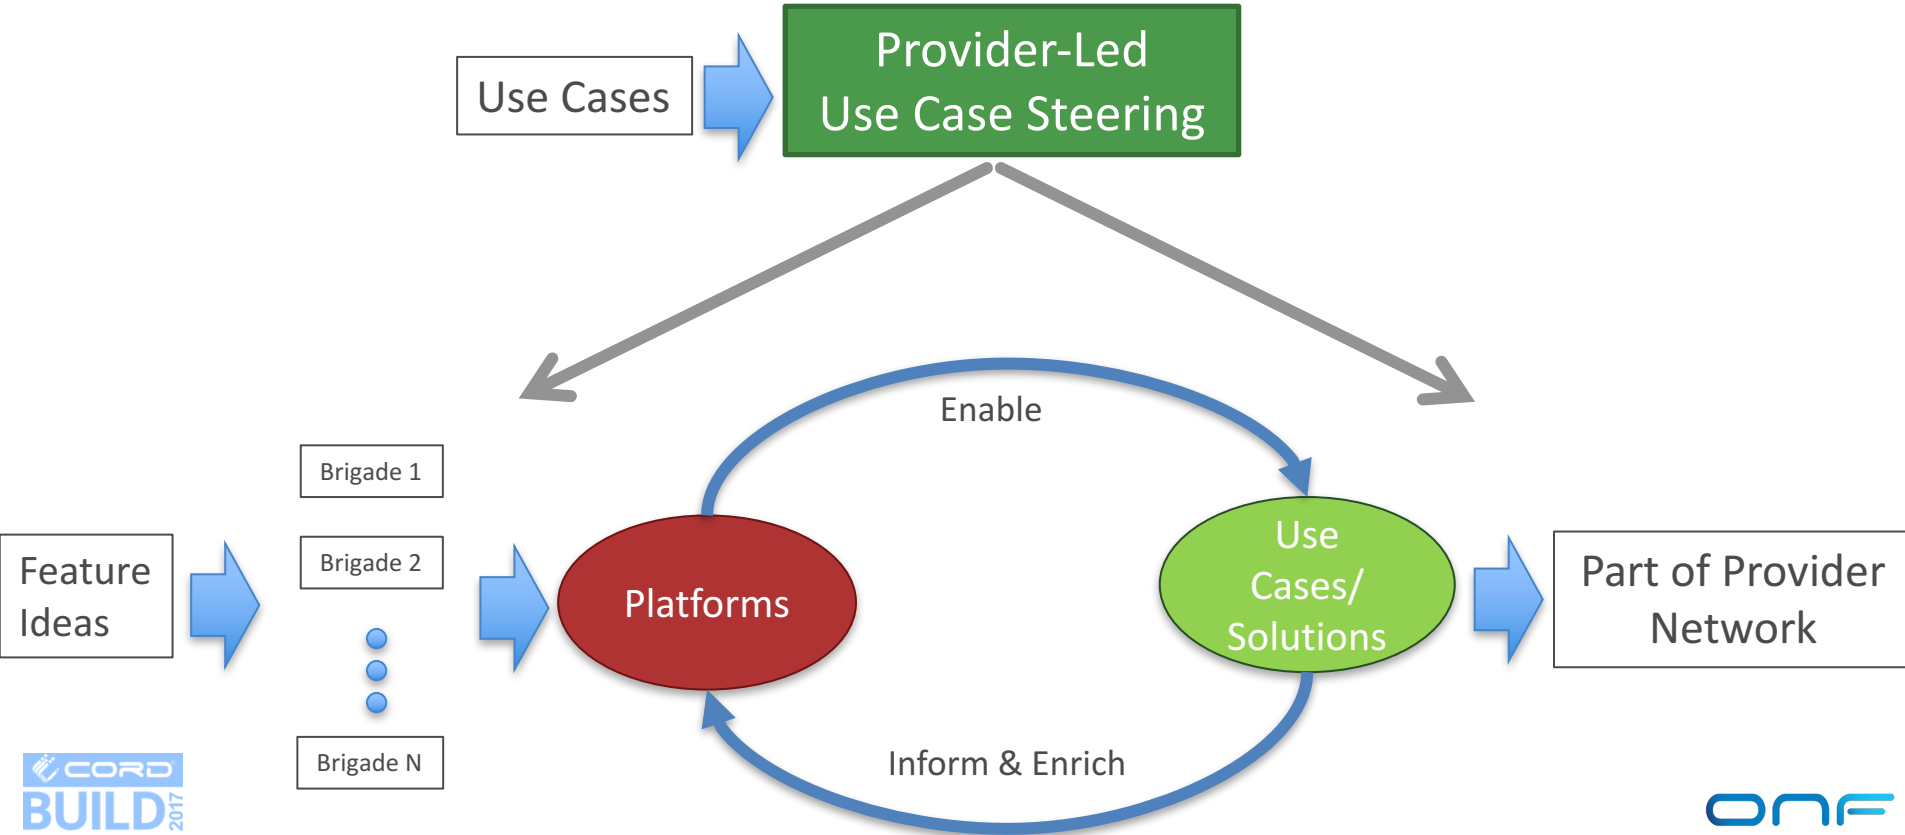 Provider-Led
Use Case Steering
Use Cases
Enable
Brigade 1
Brigade 2
Brigade N
Feature
Ideas
Platforms
Use
Cases/
Solutions
Part of Provider
Network
Inform & Enrich
CORD
BUILD 2017
ONF